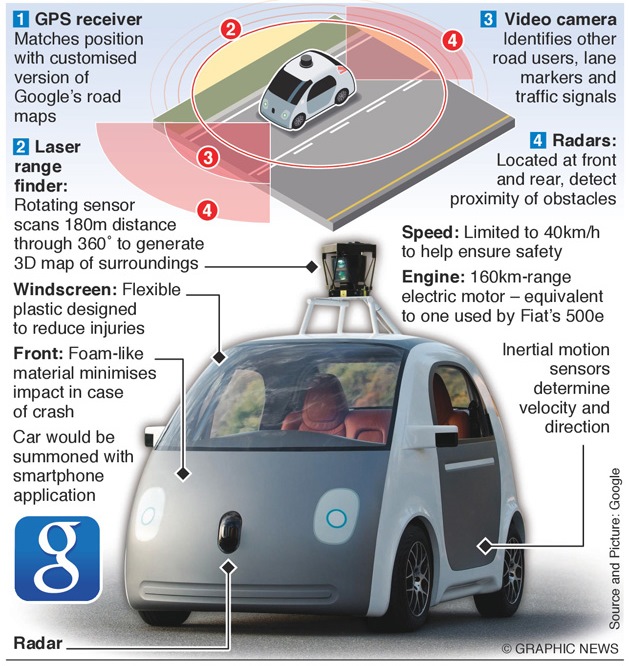 1 GPS receiver
Matches position
with customised
version of
Google's road
maps
2 Laser
range
finder:
Rotating sensor
scans 180m distance
through 360˚ to generate
3D map of surroundings
Windscreen: Flexible
plastic designed
to reduce injuries
Front: Foam-like
material minimises
impact in case
of crash
Car would be
summoned with
smartphone
application
g
Radar
2
4
3
4
3 Video camera
Identifies other
road users, lane
markers and
traffic signals
4 Radars:
Located at front
and rear, detect
proximity of obstacles
Speed: Limited to 40km/h
to help ensure safety
Engine: 160km-range
electric motor – equivalent
to one used by Fiat's 500e
Inertial motion
sensors
determine
velocity and
direction
Source and Picture: Google
© GRAPHIC NEWS